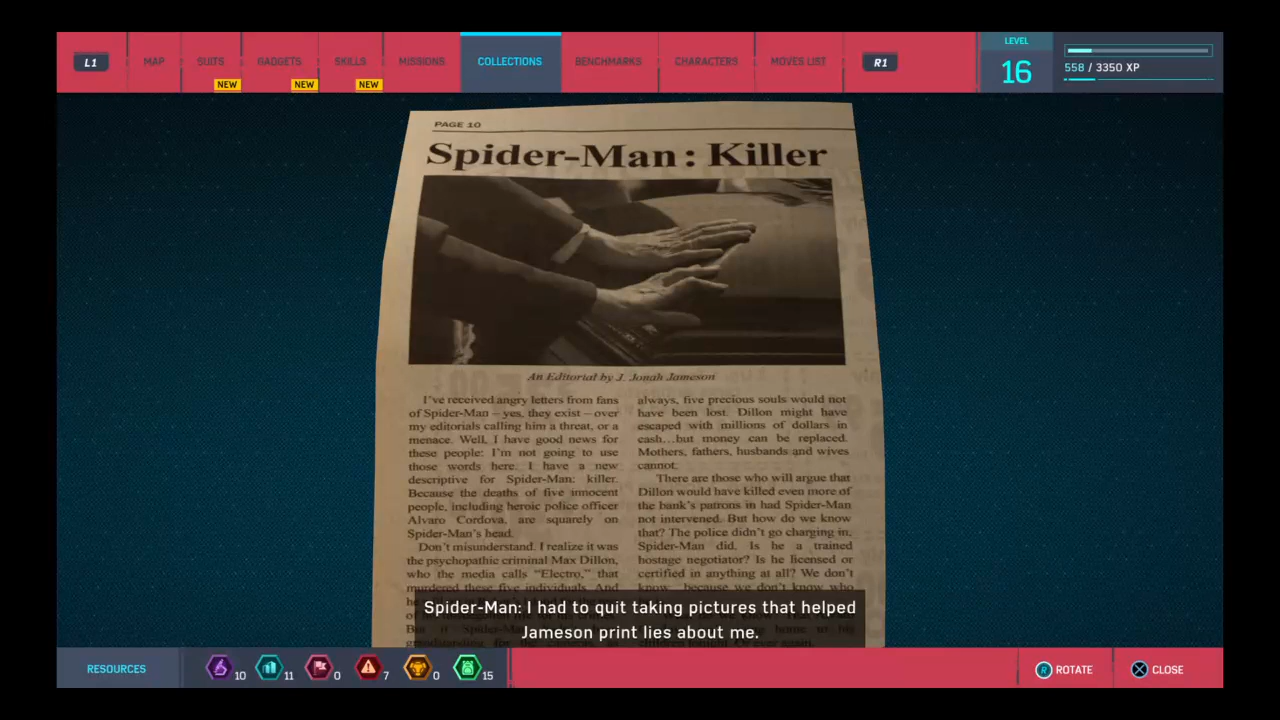 L1
MAP
SUITS
NEW
GADGETS
NEW
SKILLS
NEW
MISSIONS
COLLECTIONS
BENCHMARKS
CHARACTERS
MOVES LIST
R1
LEVEL
16
558 / 3350 XP
PAGE 10
Spider-Man : Killer
An Editorial by J. Jonah Jameson
I've received angry letters from fans
of Spider-Man – yes, they exist – over
my editorials calling him a threat, or a
menace. Well, I have good news for
these people: I'm not going to use
those words here. I have a new
descriptive for Spider-Man: killer.
Because the deaths of five innocent
people, including heroic police officer
Alvaro Cordova, are squarely on
Spider-Man's head.
Don't misunderstand. I realize it was
the psychopathic criminal Max Dillon,
who the media calls "Electro," that
murdered these five individuals. And
always, five precious souls would not
have been lost. Dillon might have
escaped with millions of dollars in
cash...but money can be replaced.
Mothers, fathers, husbands and wives
cannot.
There are those who will argue that
Dillon would have killed even more of
the bank's patrons in had Spider-Man
not intervened. But how do we know
that? The police didn't go charging in.
Spider-Man did. Is he a trained
hostage negotiator? Is he licensed or
certified in anything at all? We don't
know, because we don't know who
Spider-Man: I had to quit taking pictures that helped
Jameson print lies about me.
RESOURCES
10
11
0
7
0
15
R ROTATE
CLOSE